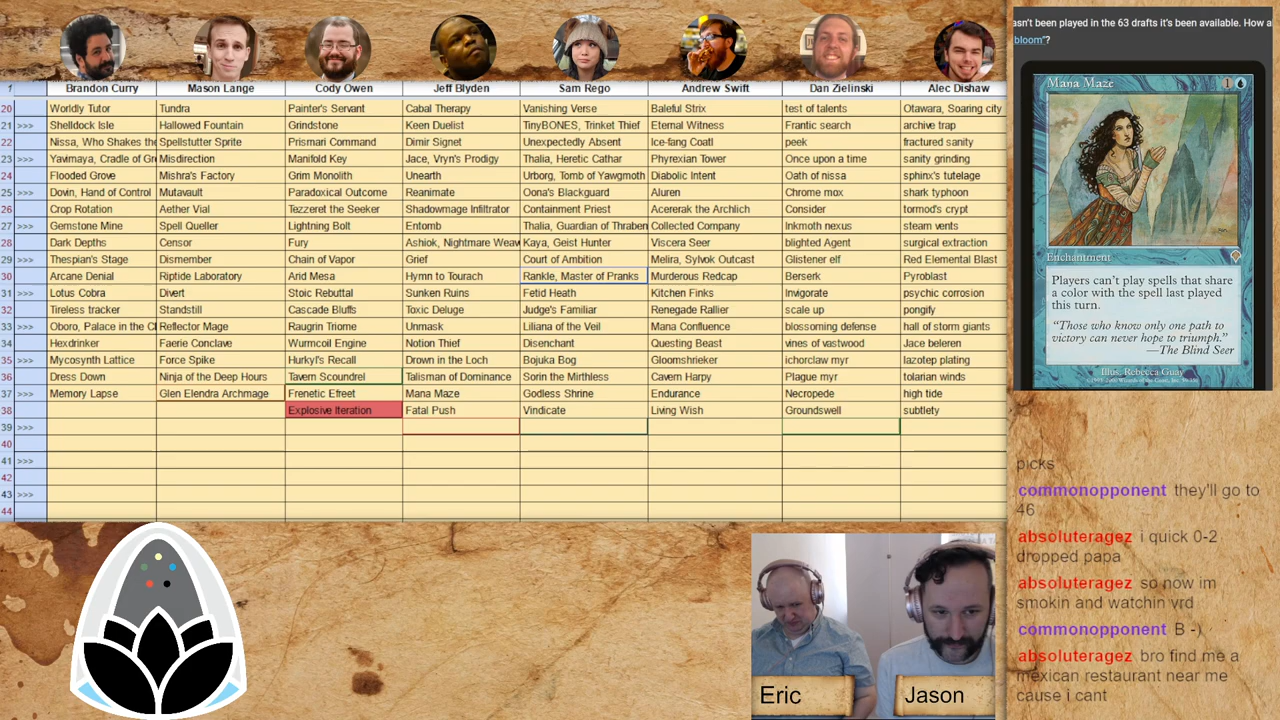 asn't been played in the 63 drafts it's been available. How a
bloom"?
1 Brandon Curry Mason Lange Cody Owen Jeff Blyden Sam Rego Andrew Swift Dan Zielinski Alec Dishaw
20 Worldly Tutor Tundra Painter's Servant Cabal Therapy Vanishing Verse Baleful Strix test of talents Otawara, Soaring city
21 >>> Shelldock Isle Hallowed Fountain Grindstone Keen Duelist TinyBONES, Trinket Thief Eternal Witness Frantic search archive trap
22 Nissa, Who Shakes the Spellstutter Sprite Prismari Command Dimir Signet Unexpectedly Absent Ice-fang Coatl peek fractured sanity
23 >>> Yavimaya, Cradle of Gr Misdirection Manifold Key Jace, Vryn's Prodigy Thalia, Heretic Cathar Phyrexian Tower Once upon a time sanity grinding
24 Flooded Grove Mishra's Factory Grim Monolith Unearth Urborg, Tomb of Yawgmoth Diabolic Intent Oath of nissa sphinx's tutelage
25 >>> Dovin, Hand of Control Mutavault Paradoxical Outcome Reanimate Oona's Blackguard Aluren Chrome mox shark typhoon
26 Crop Rotation Aether Vial Tezzeret the Seeker Shadowmage Infiltrator Containment Priest Acererak the Archlich Consider tormod's crypt
27 >>> Gemstone Mine Spell Queller Lightning Bolt Entomb Thalia, Guardian of Thraben Collected Company Inkmoth nexus steam vents
28 Dark Depths Censor Fury Ashiok, Nightmare Weav Kaya, Geist Hunter Viscera Seer blighted Agent surgical extraction
29 >>> Thespian's Stage Dismember Chain of Vapor Grief Court of Ambition Melira, Sylvok Outcast Glistener elf Red Elemental Blast
30 Arcane Denial Riptide Laboratory Arid Mesa Hymn to Tourach Rankle, Master of Pranks Murderous Redcap Berserk Pyroblast
31 >>> Lotus Cobra Divert Stoic Rebuttal Sunken Ruins Fetid Heath Kitchen Finks Invigorate psychic corrosion
32 Tireless tracker Standstill Cascade Bluffs Toxic Deluge Judge's Familiar Renegade Rallier scale up pongify
33 >>> Oboro, Palace in the Cl Reflector Mage Raugrin Triome Unmask Liliana of the Veil Mana Confluence blossoming defense hall of storm giants
34 Hexdrinker Faerie Conclave Wurmcoil Engine Notion Thief Disenchant Questing Beast vines of vastwood Jace beleren
35 >>> Mycosynth Lattice Force Spike Hurkyl's Recall Drown in the Loch Bojuka Bog Gloomshrieker ichorclaw myr lazotep plating
36 Dress Down Ninja of the Deep Hours Tavern Scoundrel Talisman of Dominance Sorin the Mirthless Cavern Harpy Plague myr tolarian winds
37 >>> Memory Lapse Glen Elendra Archmage Frenetic Efreet Mana Maze Godless Shrine Endurance Necropede high tide
38 Explosive Iteration Fatal Push Vindicate Living Wish Groundswell subtlety
39 >>>
40
41 >>>
42
43 >>>
44
Mana Maze 1
Enchantment
Players can't play spells that share
a color with the spell last played
this turn.
"Those who know only one path to
victory can never hope to triumph."
—The Blind Seer
Illus. Rebecca Guay
picks
commonopponent they'll go to
46
absoluteragez i quick 0-2
dropped papa
absoluteragez so now im
smokin and watchin vrd
commonopponent B -)
absoluteragez bro find me a
mexican restaurant near me
cause i cant
Eric
Jason